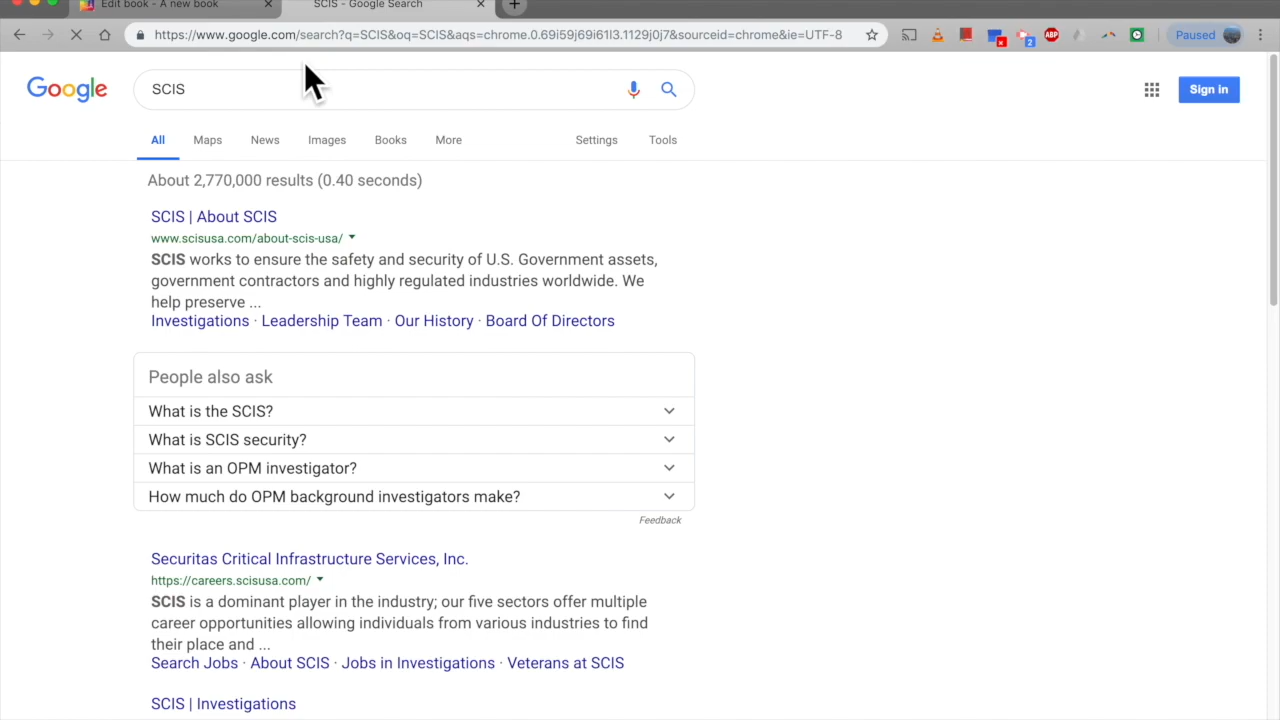 Edit book - A new book
SCIS - Google Search
https://www.google.com/search?q=SCIS&oq=SCIS&aqs=chrome.0.69i59j69i61l3.1129j0j7&sourceid=chrome&ie=UTF-8
2
ABP
Paused
Google
SCIS
Sign in
All Maps News Images Books More Settings Tools
About 2,770,000 results (0.40 seconds)
SCIS | About SCIS
www.scisusa.com/about-scis-usa/
SCIS works to ensure the safety and security of U.S. Government assets,
government contractors and highly regulated industries worldwide. We
help preserve ...
Investigations · Leadership Team · Our History · Board Of Directors
People also ask
What is the SCIS?
What is SCIS security?
What is an OPM investigator?
How much do OPM background investigators make?
Feedback
Securitas Critical Infrastructure Services, Inc.
https://careers.scisusa.com/
SCIS is a dominant player in the industry; our five sectors offer multiple
career opportunities allowing individuals from various industries to find
their place and ...
Search Jobs · About SCIS · Jobs in Investigations · Veterans at SCIS
SCIS | Investigations